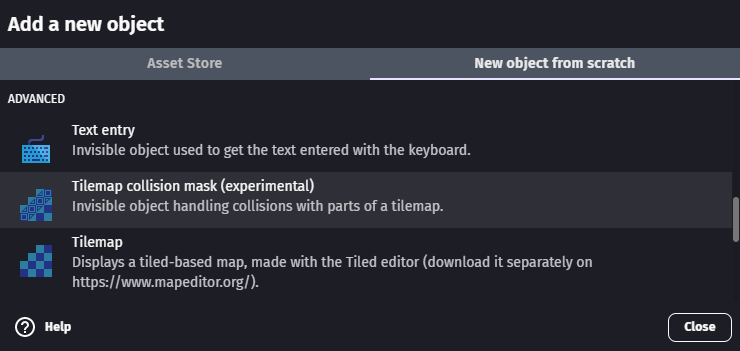 Add a new object
Asset Store
New object from scratch
ADVANCED
Text entry
Invisible object used to get the text entered with the keyboard.
Tilemap collision mask (experimental)
Invisible object handling collisions with parts of a tilemap.
Tilemap
Displays a tiled-based map, made with the Tiled editor (download it separately on
https://www.mapeditor.org/).
? Help
Close